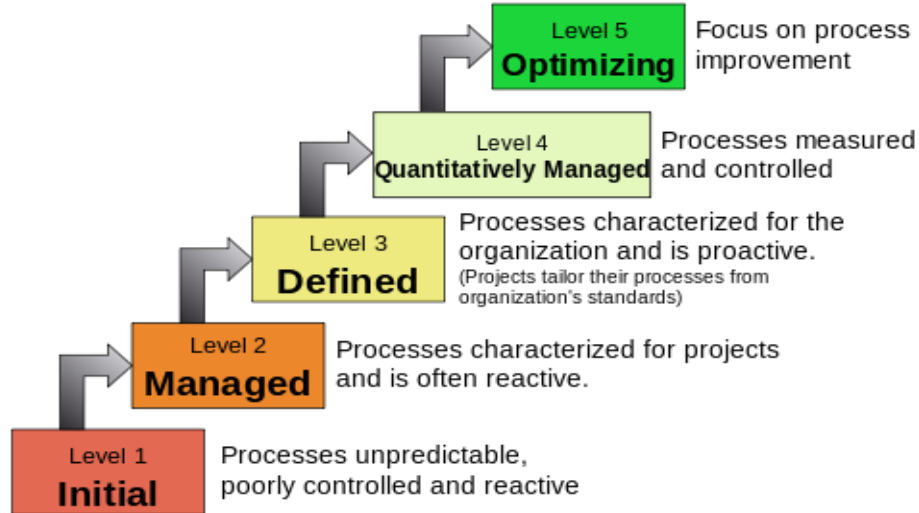 Level 5
Optimizing
Focus on process
improvement
Level 4
Quantitatively Managed
Processes measured
and controlled
Level 3
Defined
Processes characterized for the
organization and is proactive.
(Projects tailor their processes from
organization's standards)
Level 2
Managed
Processes characterized for projects
and is often reactive.
Level 1
Initial
Processes unpredictable,
poorly controlled and reactive